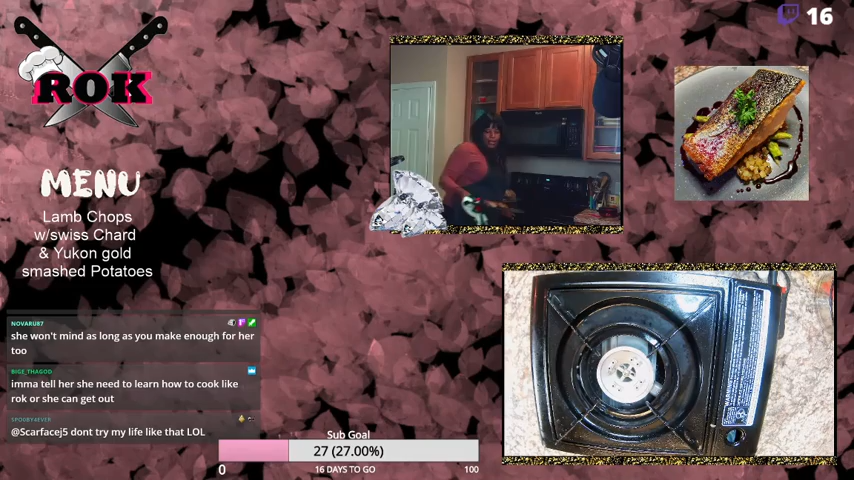 16
ROK
MENU
Lamb Chops
w/swiss Chard
& Yukon gold
smashed Potatoes
NOVARU87
she won't mind as long as you make enough for her
too
BIGE_THAGOD
imma tell her she need to learn how to cook like
rok or she can get out
@Scarfacej5 dont try my life like that LOL
Sub Goal
27 (27.00%)
0
16 DAYS TO GO
100